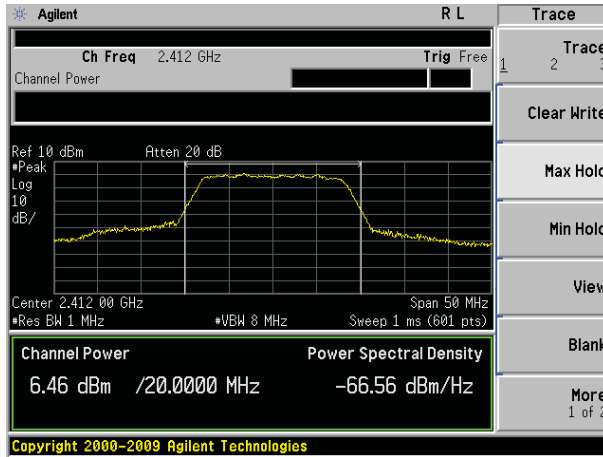 Agilent R L Trace
Ch Freq 2.412 GHz Trig Free
Channel Power
Trace
1 2
Clear Write
Ref 10 dBm Atten 20 dB
#Peak
Log
10
dB/
Max Hold
Min Hold
View
Center 2.412 00 GHz Span 50 MHz
#Res BW 1 MHz #VBW 8 MHz Sweep 1 ms (601 pts)
Channel Power Power Spectral Density
6.46 dBm /20.0000 MHz -66.56 dBm/Hz
Blank
More
1 of 2
Copyright 2000-2009 Agilent Technologies